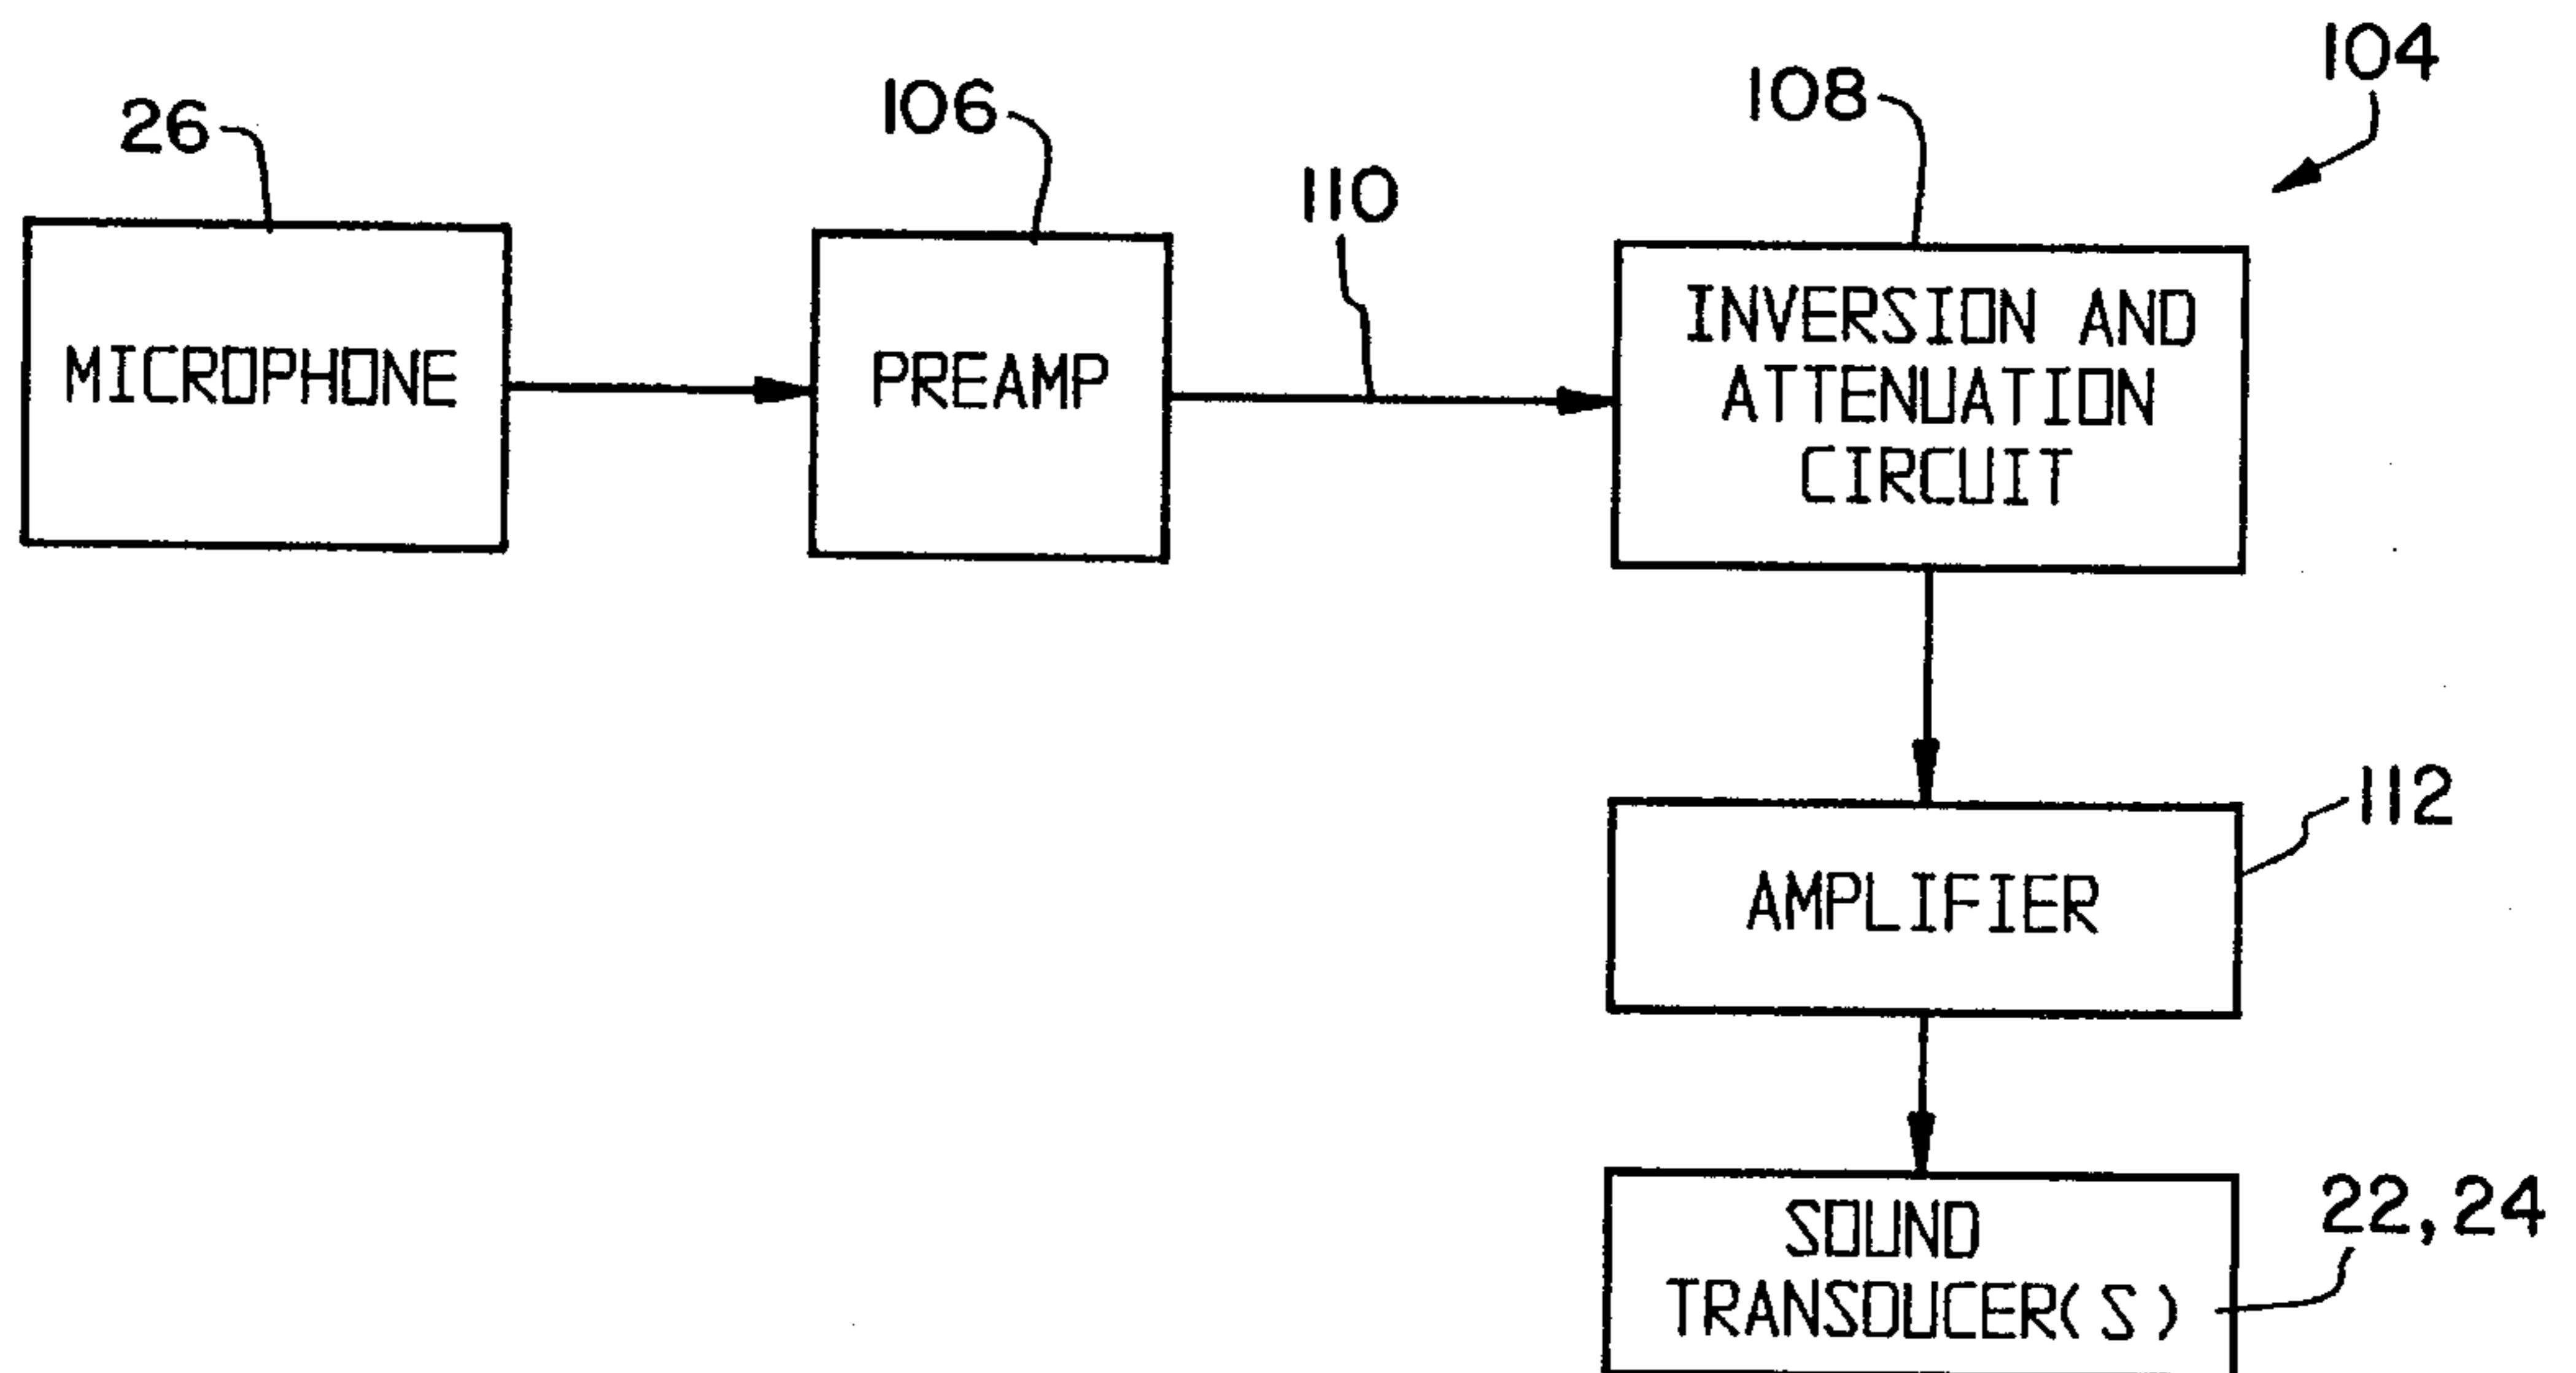 104
108
106
26
110
MICROPHONE
PREAMP
INVERSION AND
ATTENUATION
CIRCUIT
112
AMPLIFIER
22, 24
SOUND
TRANSDUCER(S)